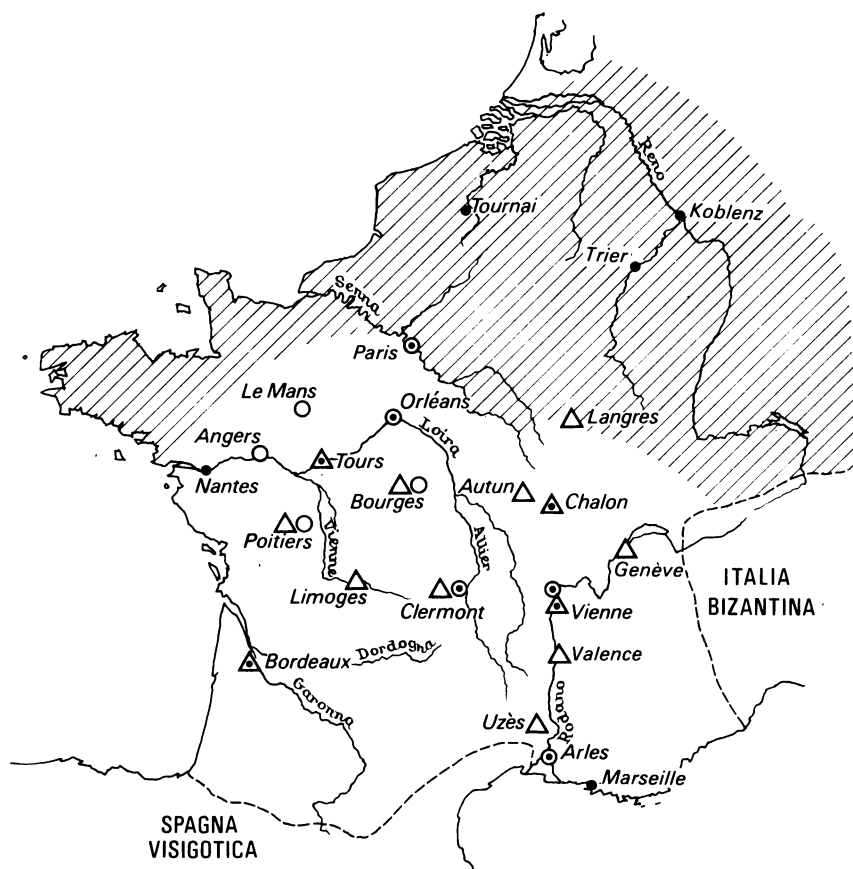 Reno
Tournai
Koblenz
Trier
Senna
Paris
Le Mans
Orléans
Langres
Loira
Angers
Tours
Nantes
Bourges
Autun
Chalon
Poitiers
Vienne
Allier
Genève
ITALIA
BIZANTINA
Limoges
Clermont
Vienne
Dordogna
Bordeaux
Valence
Garonna
Rodano
Uzès
Arles
Marseille
SPAGNA
VISIGOTICA